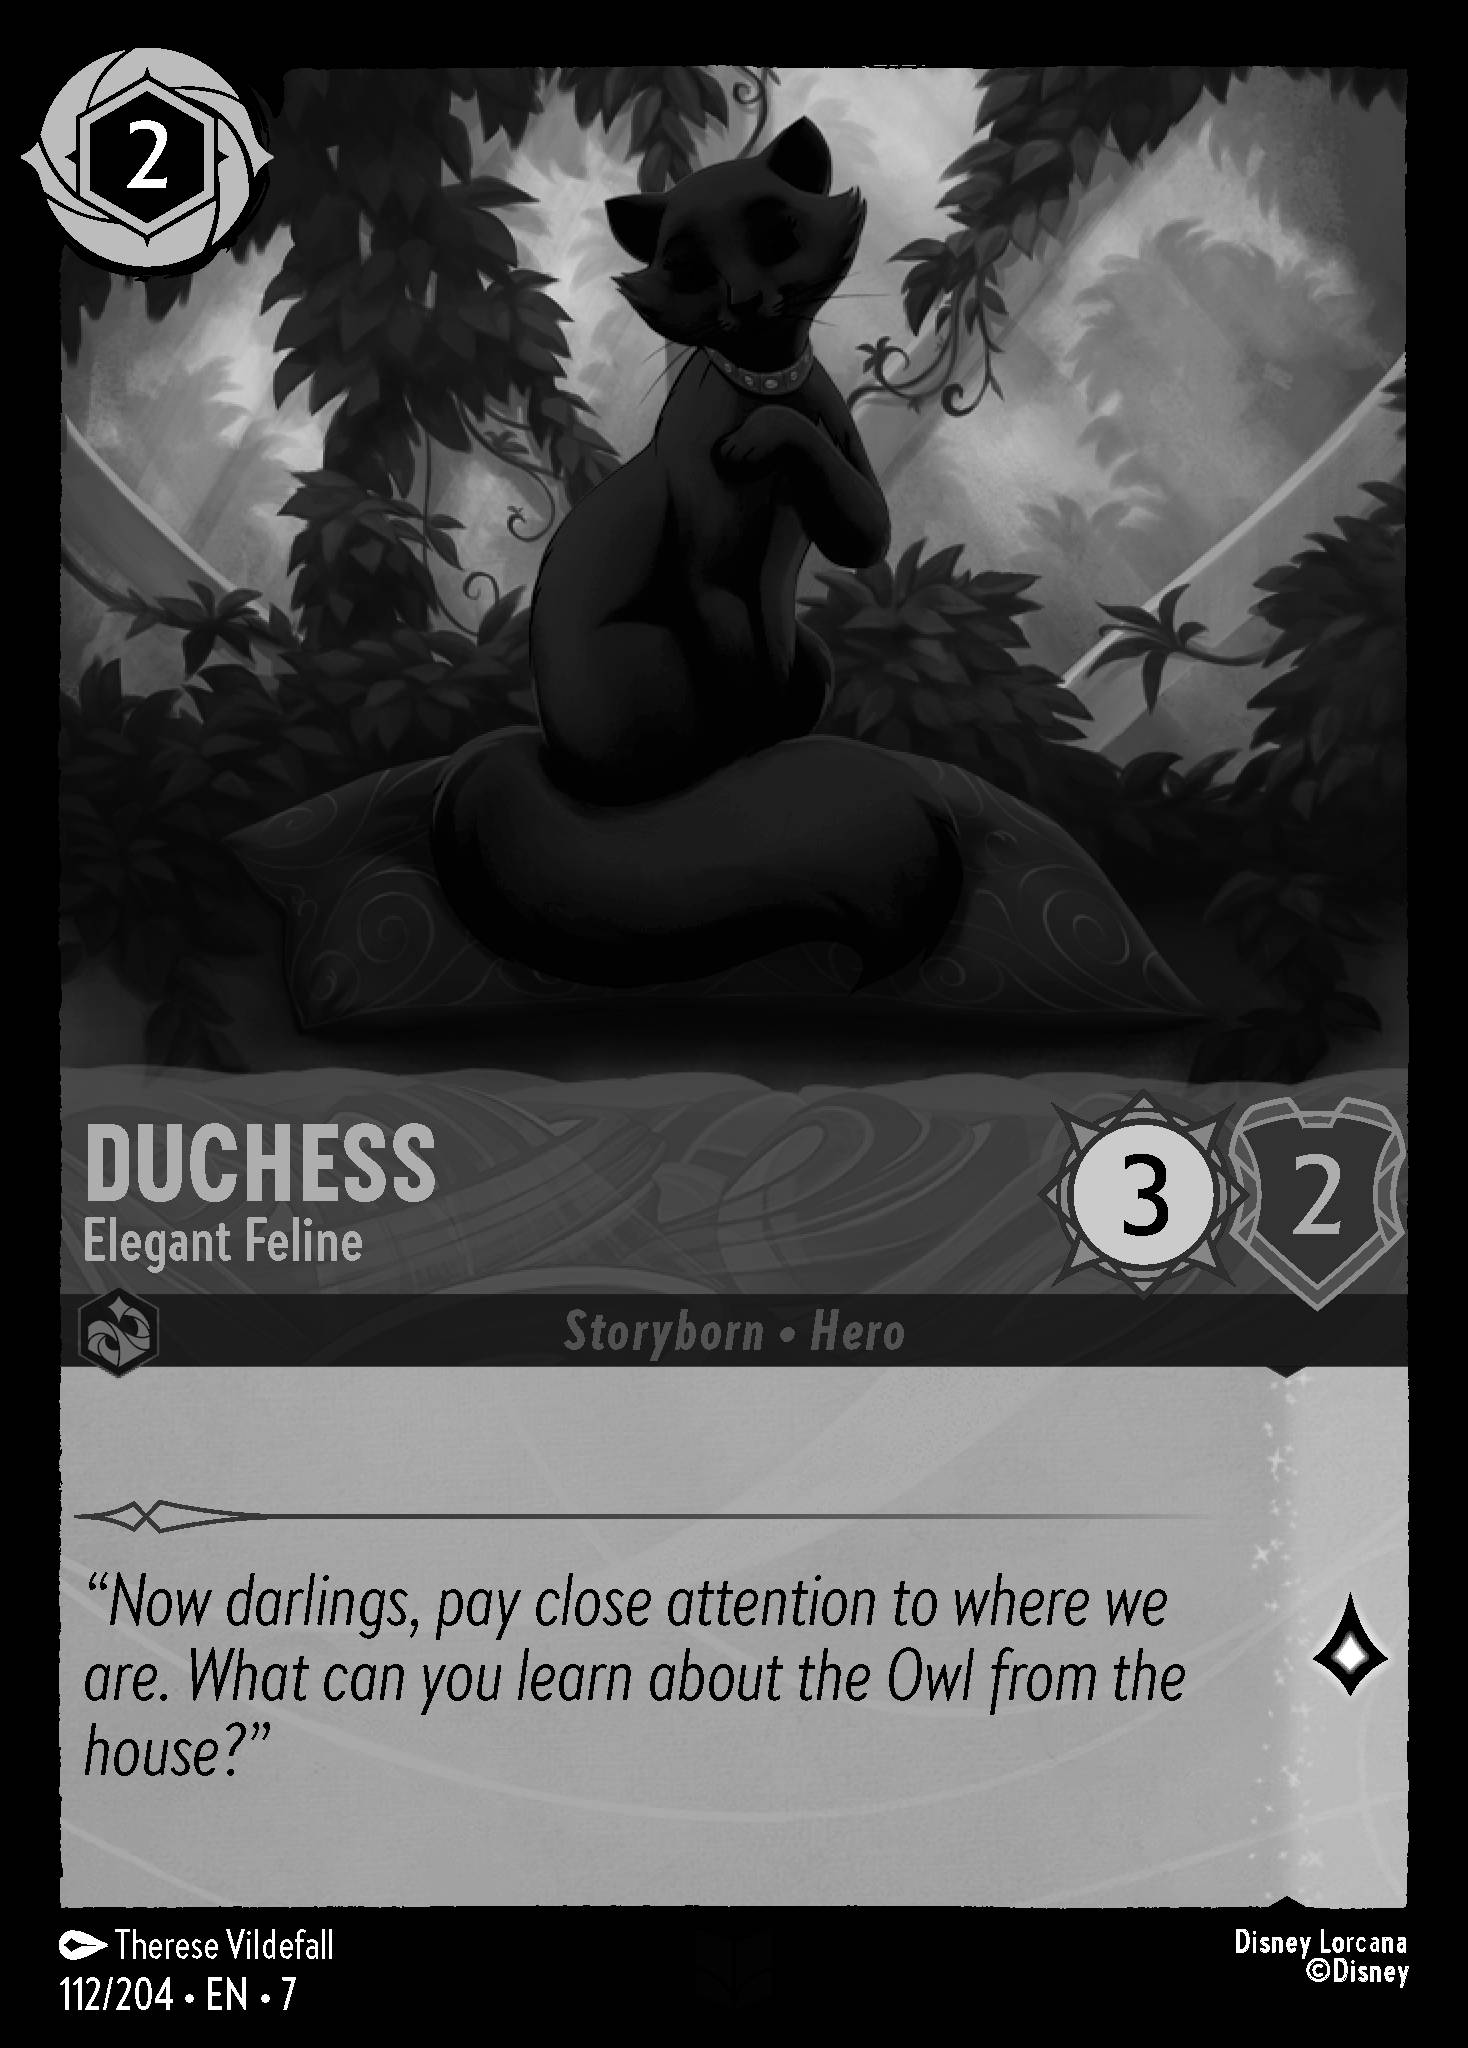 2
DUCHESS
Elegant Feline
3
2
Storyborn • Hero
“Now darlings, pay close attention to where we
are. What can you learn about the Owl from the
house?”
Therese Vildefall
Disney Lorcana
112/204 • EN • 7
©Disney